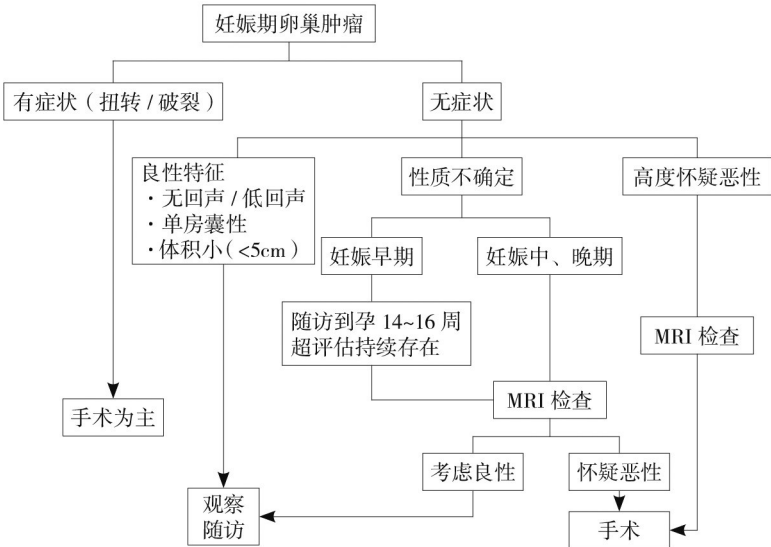 妊娠期卵巢肿瘤
有症状（扭转/破裂）
无症状
良性特征
·无回声/低回声
·单房囊性
·体积小（<5cm）
性质不确定
高度怀疑恶性
妊娠早期
妊娠中、晚期
随访到孕14~16周
超评估持续存在
MRI检查
手术为主
MRI检查
考虑良性
怀疑恶性
观察
随访
手术